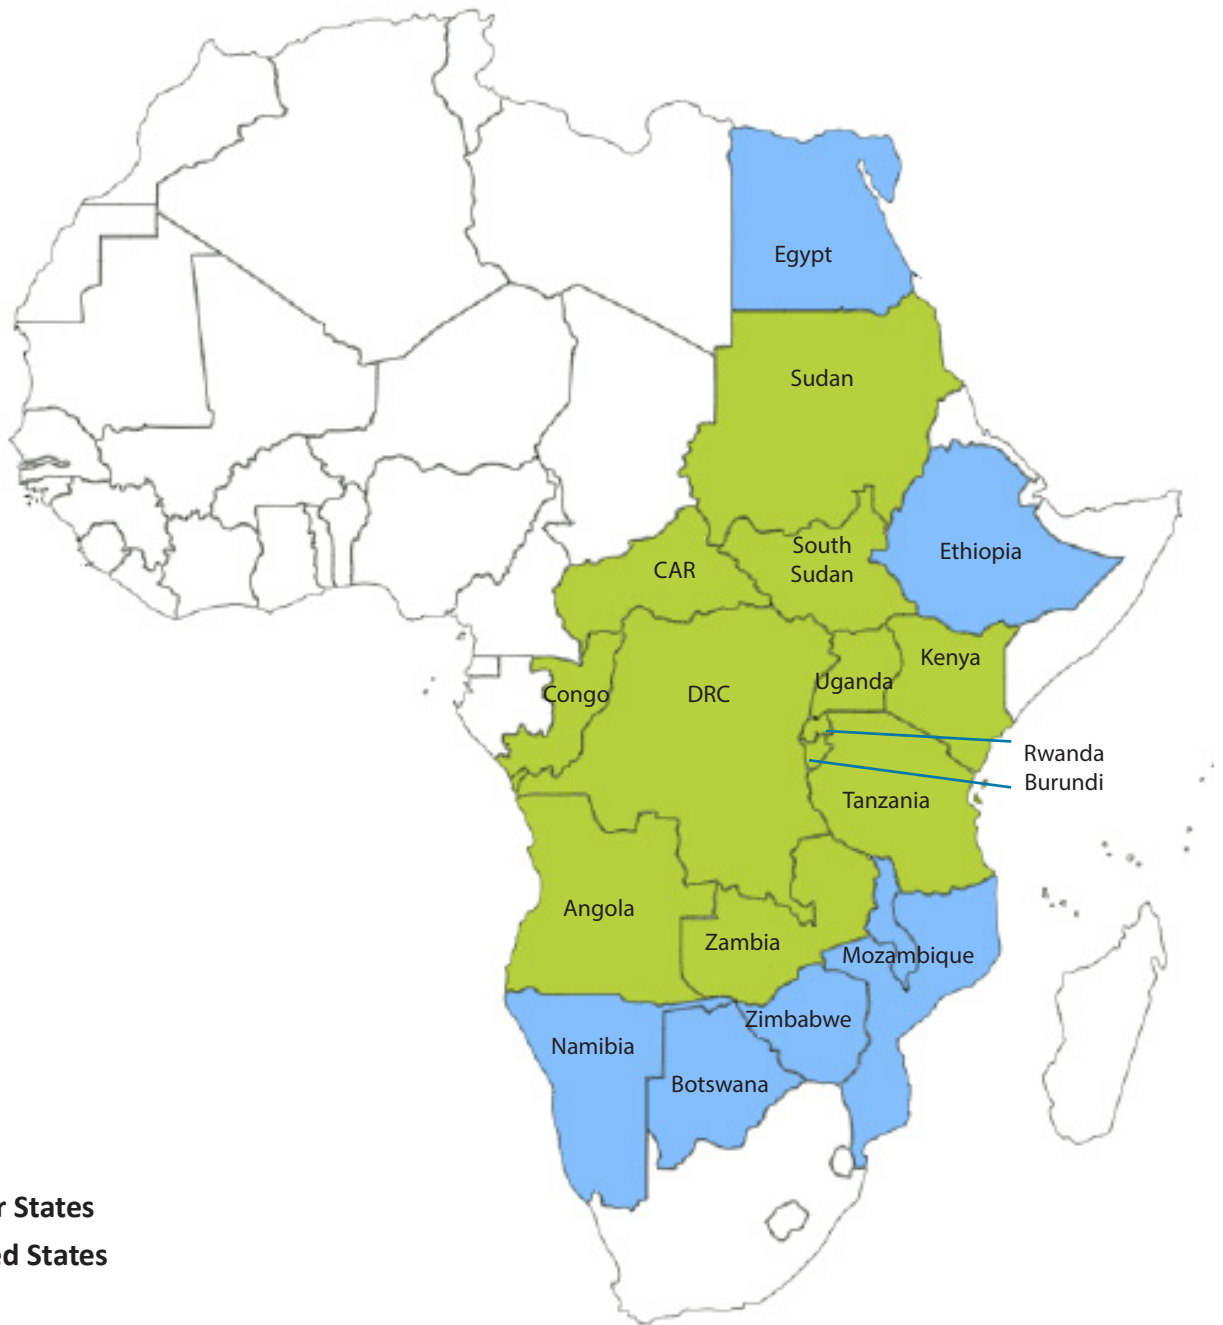 Egypt
Sudan
South
Sudan
CAR
Ethiopia
Kenya
Uganda
Congo
DRC
Rwanda
Burundi
Tanzania
Angola
Zambia
Mozambique
Zimbabwe
Namibia
Botswana
r States
ed States